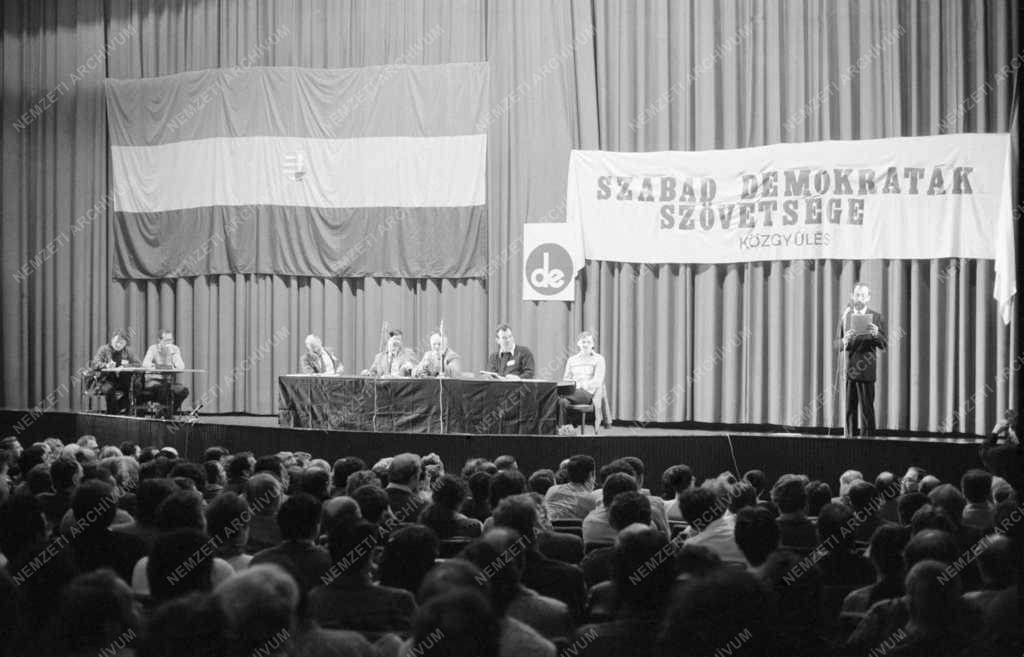 SZABAD DEMOKRATÁK
SZÖVETSÉGE
KÖZGYŰLÉS
de
NEMZETI ARCHÍVUM